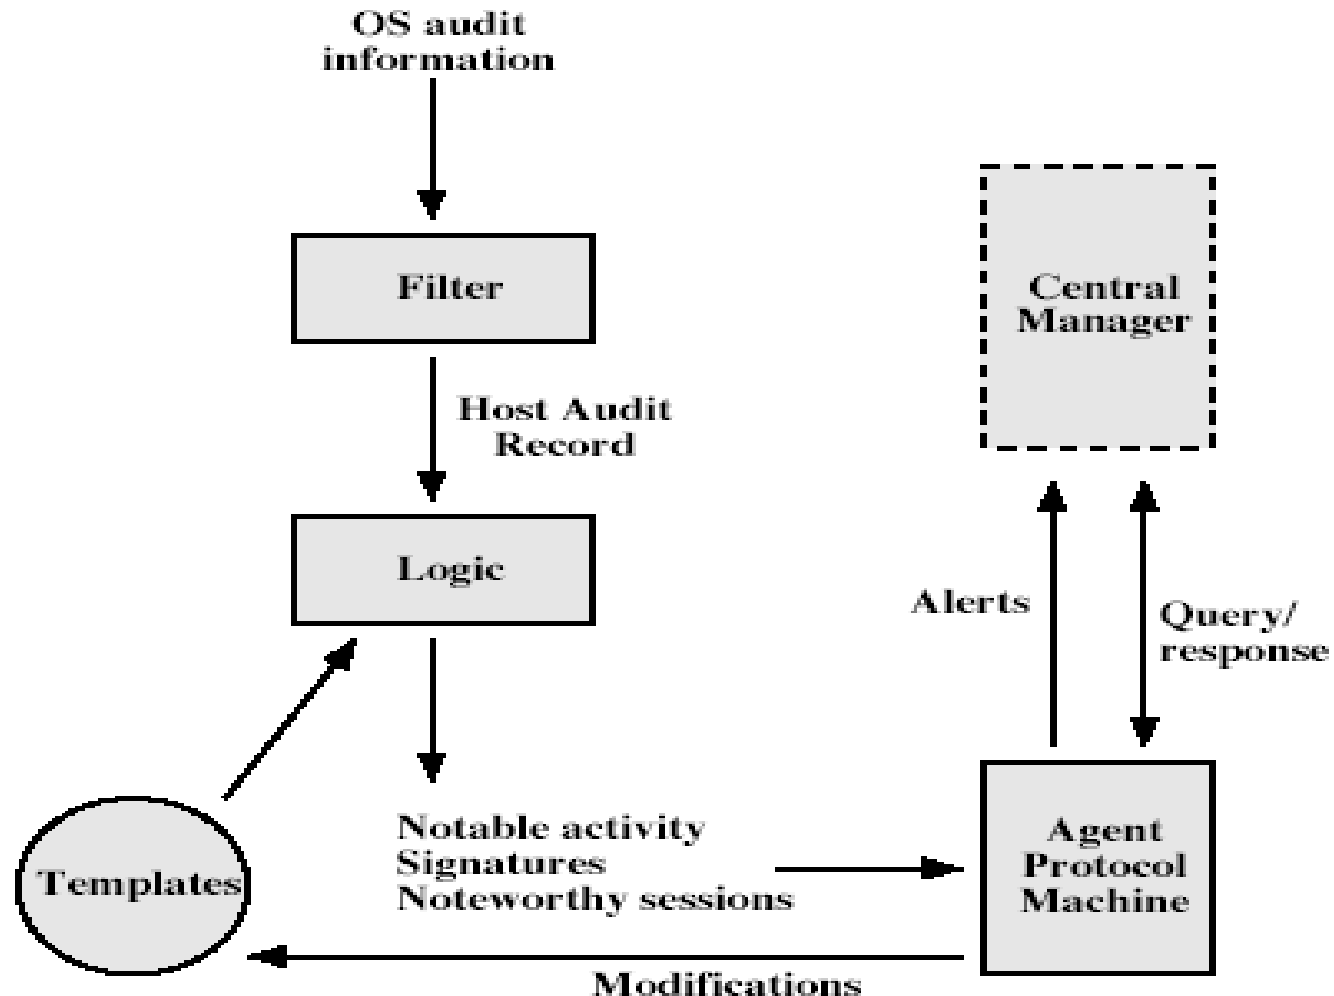 OS audit
information
Filter
Host Audit
Record
Logic
Central
Manager
Alerts
Query/
response
Templates
Notable activity
Signatures
Noteworthy sessions
Agent
Protocol
Machine
Modifications